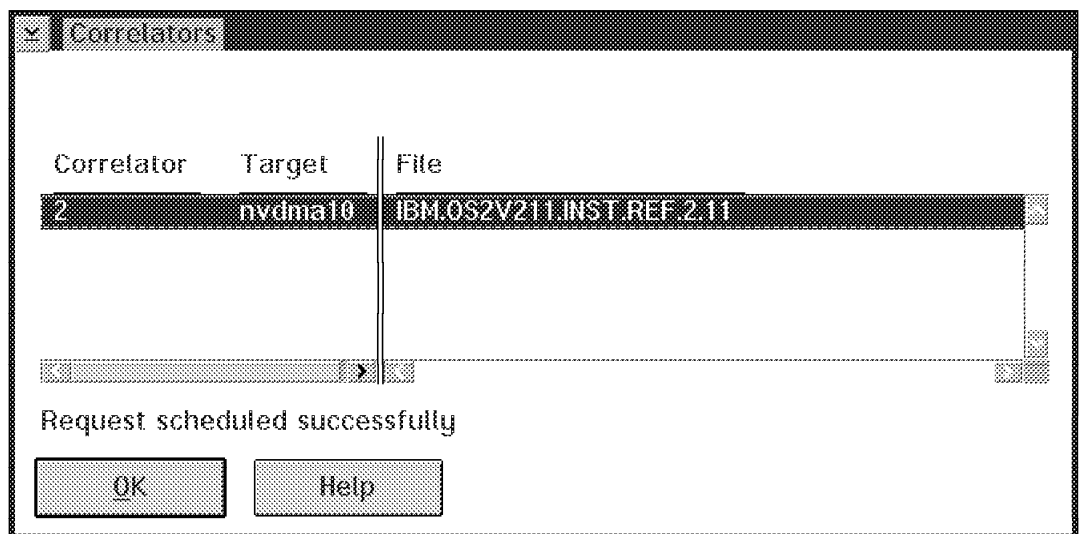 Correlators
Correlator Target File
2 nvdma10 IBM.OS2V211.INST.REF.2.11
Request scheduled successfully
OK Help